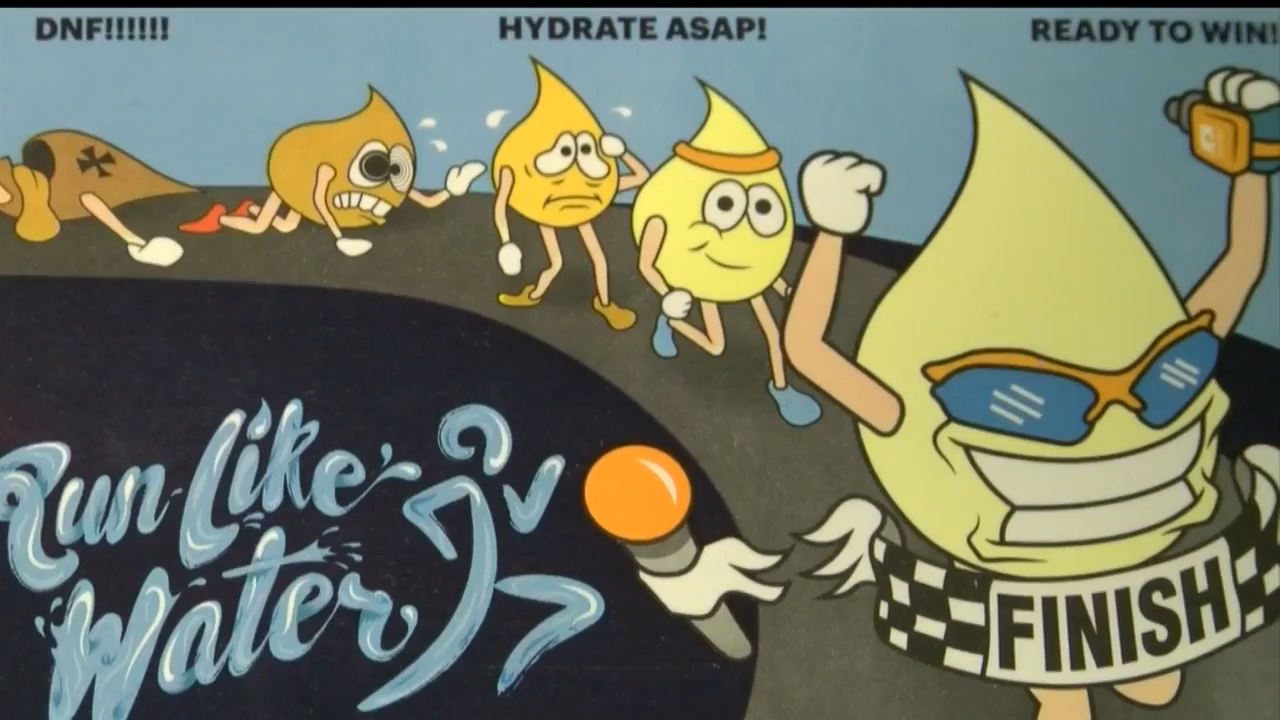 DNF!!!!!!
HYDRATE ASAP!
READY TO WIN!
Run Like
Water
FINISH